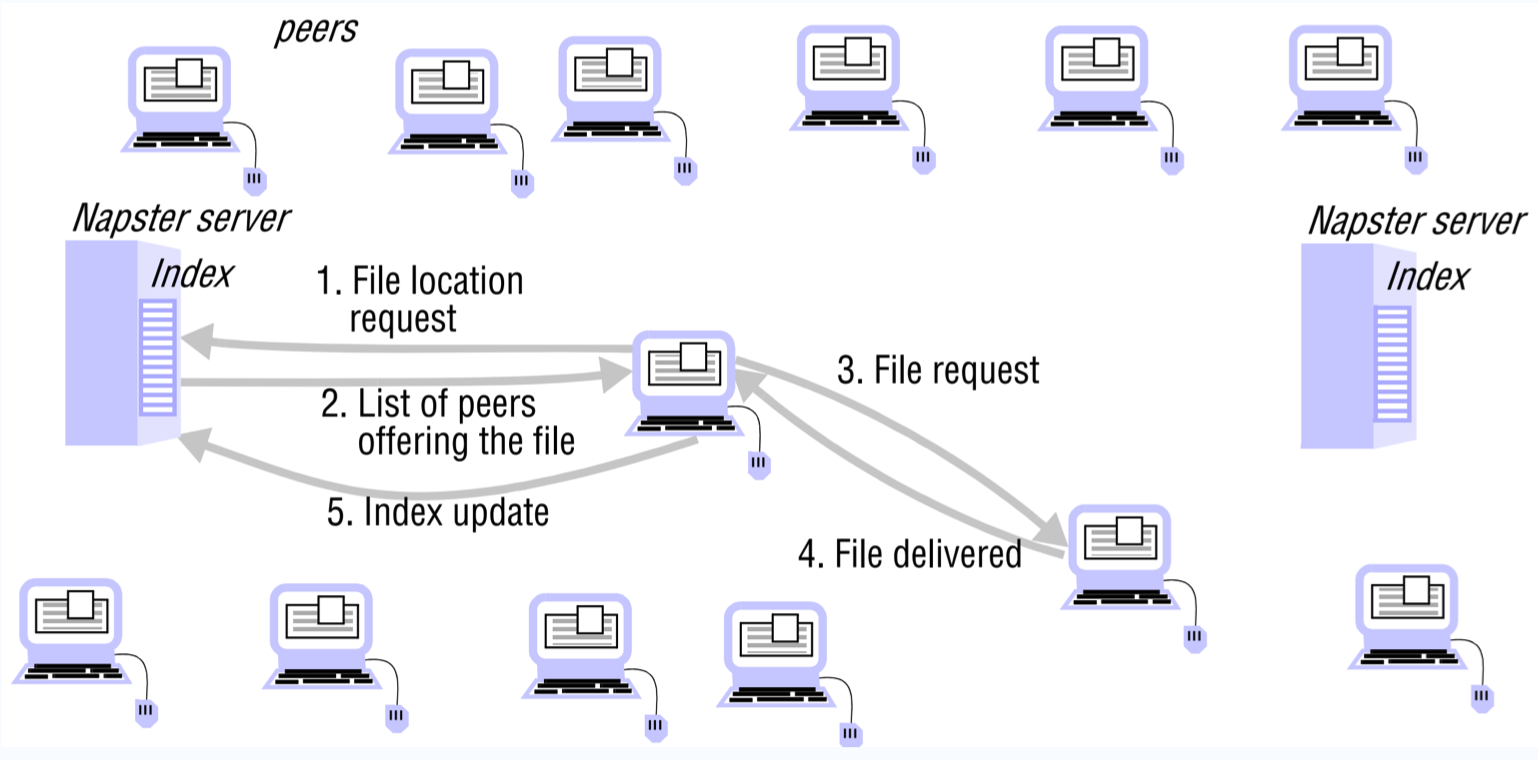 peers
Napster server
Index
Napster server
Index
1. File location
request
2. List of peers
offering the file
3. File request
5. Index update
4. File delivered